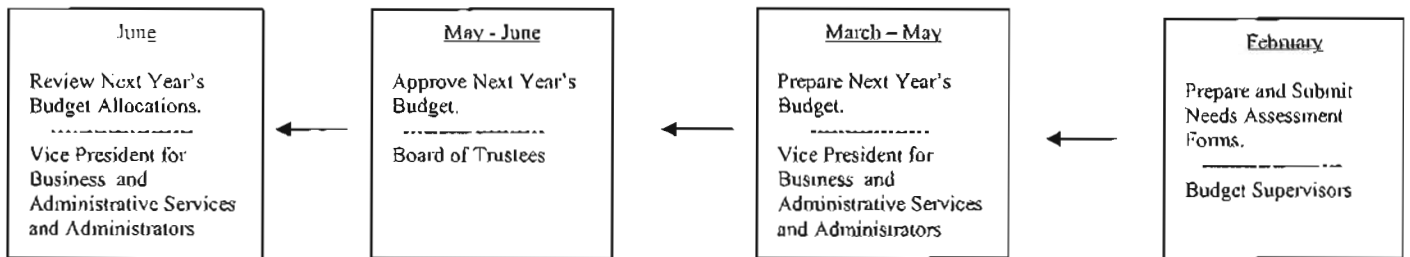 June
Review Next Year's
Budget Allocations.
Vice President for
Business and
Administrative Services
and Administrators
May - June
Approve Next Year's
Budget.
Board of Trustees
March – May
Prepare Next Year's
Budget.
Vice President for
Business and
Administrative Services
and Administrators
February
Prepare and Submit
Needs Assessment
Forms.
Budget Supervisors